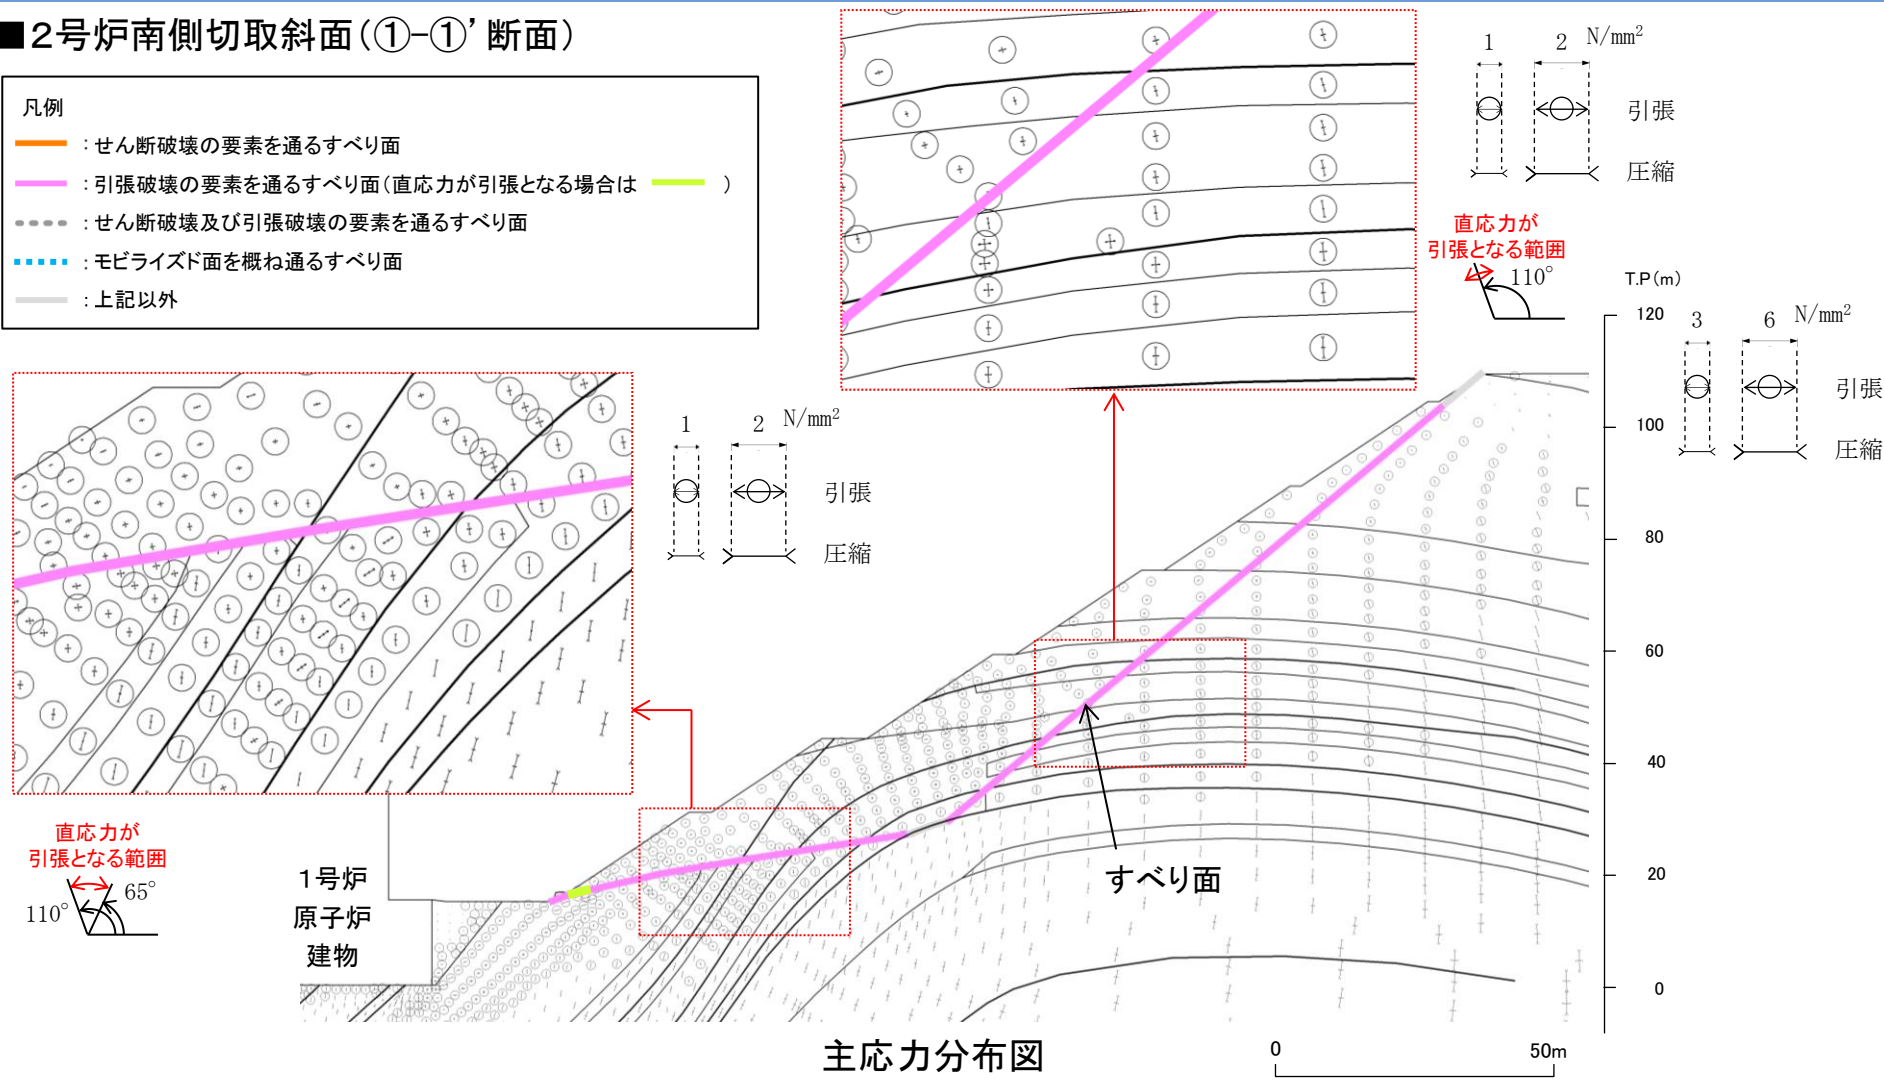 ■2号炉南側切取斜面(①-①’断面)
凡例
:せん断破壊の要素を通るすべり面
:引張破壊の要素を通るすべり面(直応力が引張となる場合は )
:せん断破壊及び引張破壊の要素を通るすべり面
:モビライズド面を概ね通るすべり面
:上記以外
1 2 N/mm²
引張
圧縮
直応力が
引張となる範囲
110°
T.P(m)
120
100
80
60
40
20
0
3 6 N/mm²
引張
圧縮
1 2 N/mm²
引張
圧縮
直応力が
引張となる範囲
110° 65°
1号炉
原子炉
建物
すべり面
主応力分布図
0 50m